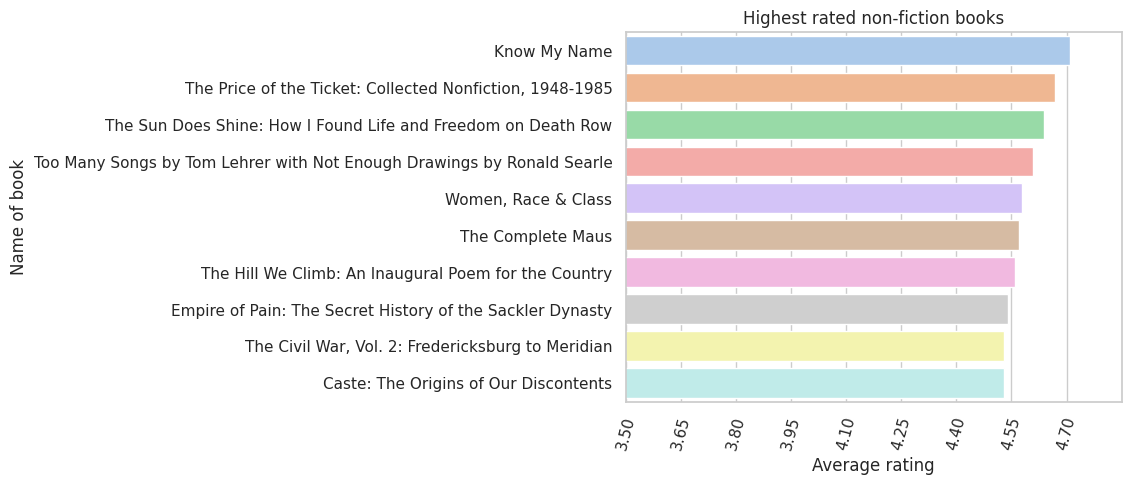 Highest rated non-fiction books
Name of book
Know My Name
The Price of the Ticket: Collected Nonfiction, 1948-1985
The Sun Does Shine: How I Found Life and Freedom on Death Row
Too Many Songs by Tom Lehrer with Not Enough Drawings by Ronald Searle
Women, Race & Class
The Complete Maus
The Hill We Climb: An Inaugural Poem for the Country
Empire of Pain: The Secret History of the Sackler Dynasty
The Civil War, Vol. 2: Fredericksburg to Meridian
Caste: The Origins of Our Discontents
3.50
3.65
3.80
3.95
4.10
4.25
4.40
4.55
4.70
Average rating